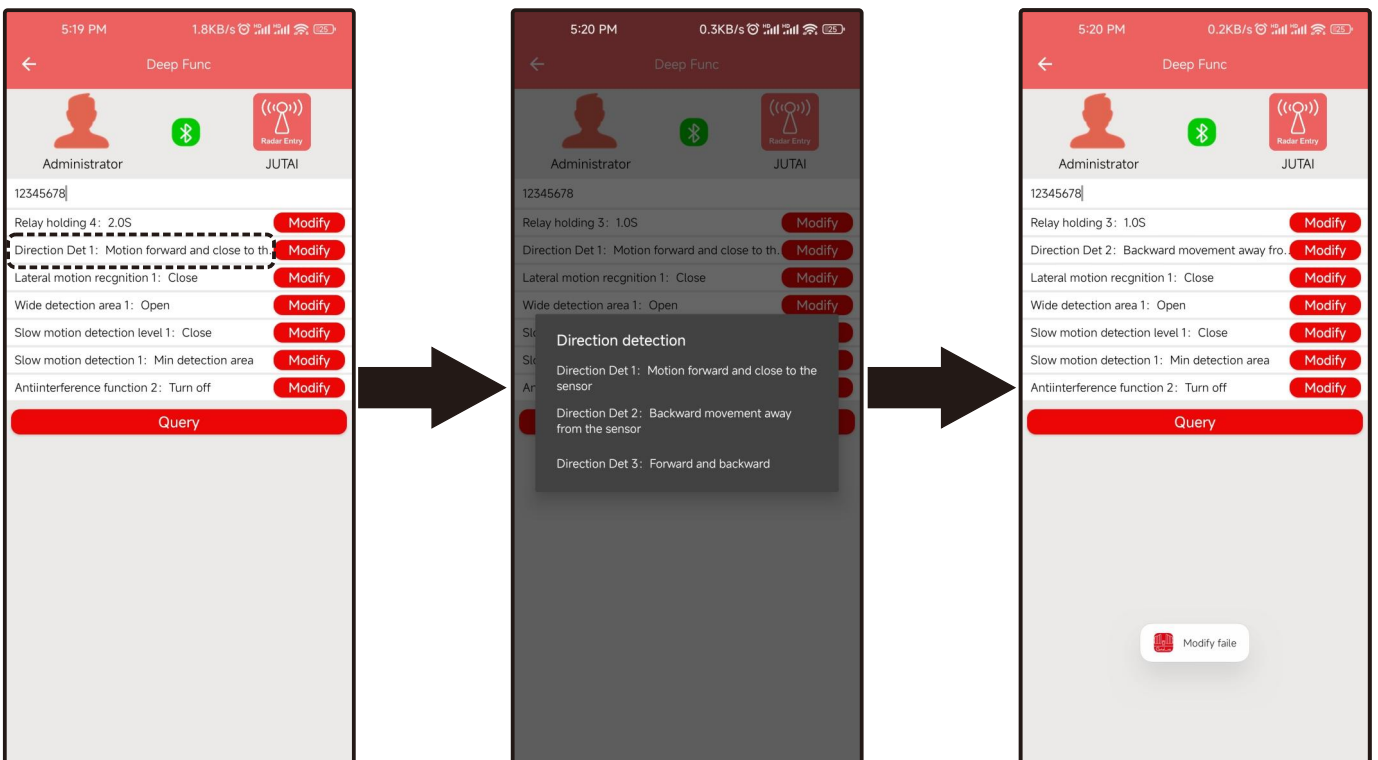 5:19 PM 1.8KB/s 25
Deep Func
Radar Entry
Administrator JUTAI
12345678
Relay holding 4: 2.0S Modify
Direction Det 1: Motion forward and close to th.. Modify
Lateral motion recgnition 1: Close Modify
Wide detection area 1: Open Modify
Slow motion detection level 1: Close Modify
Slow motion detection 1: Min detection area Modify
Antiinterference function 2: Turn off Modify
Query
5:20 PM 0.3KB/s 25
Deep Func
Radar Entry
Administrator JUTAI
12345678
Relay holding 3: 1.0S Modify
Direction Det 1: Motion forward and close to th.. Modify
Lateral motion recgnition 1: Close Modify
Wide detection area 1: Open Modify
Direction detection
Direction Det 1: Motion forward and close to the
sensor
Direction Det 2: Backward movement away
from the sensor
Direction Det 3: Forward and backward
5:20 PM 0.2KB/s 25
Deep Func
Radar Entry
Administrator JUTAI
12345678
Relay holding 3: 1.0S Modify
Direction Det 2: Backward movement away fro.. Modify
Lateral motion recgnition 1: Close Modify
Wide detection area 1: Open Modify
Slow motion detection level 1: Close Modify
Slow motion detection 1: Min detection area Modify
Antiinterference function 2: Turn off Modify
Query
Modify faile